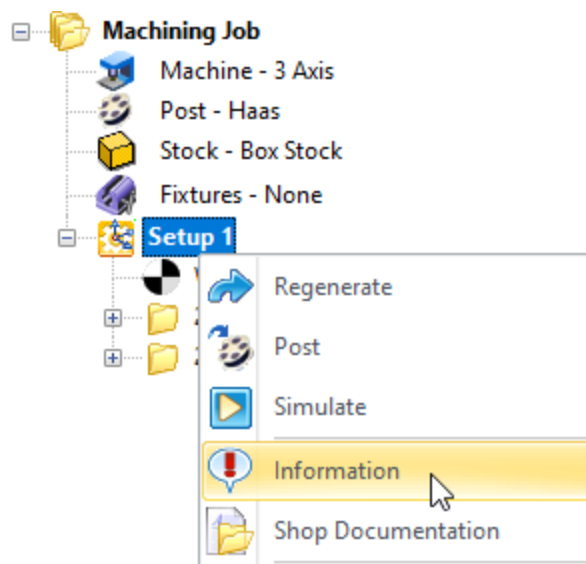 Machining Job
Machine - 3 Axis
Post - Haas
Stock - Box Stock
Fixtures - None
Setup 1
Regenerate
Post
Simulate
Information
Shop Documentation